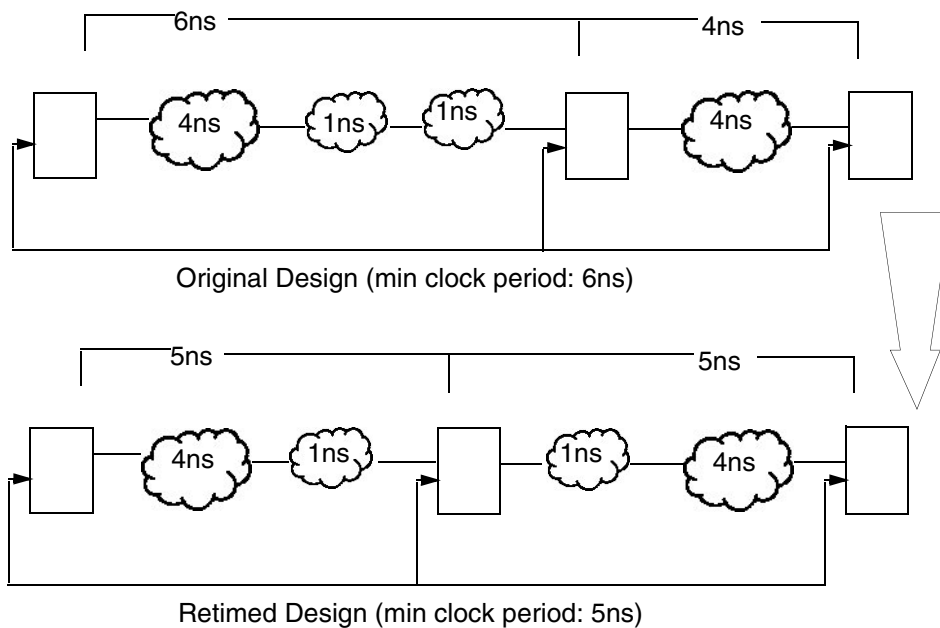 6ns 4ns
4ns 1ns 1ns 4ns
Original Design (min clock period: 6ns)
5ns 5ns
4ns 1ns 1ns 4ns
Retimed Design (min clock period: 5ns)